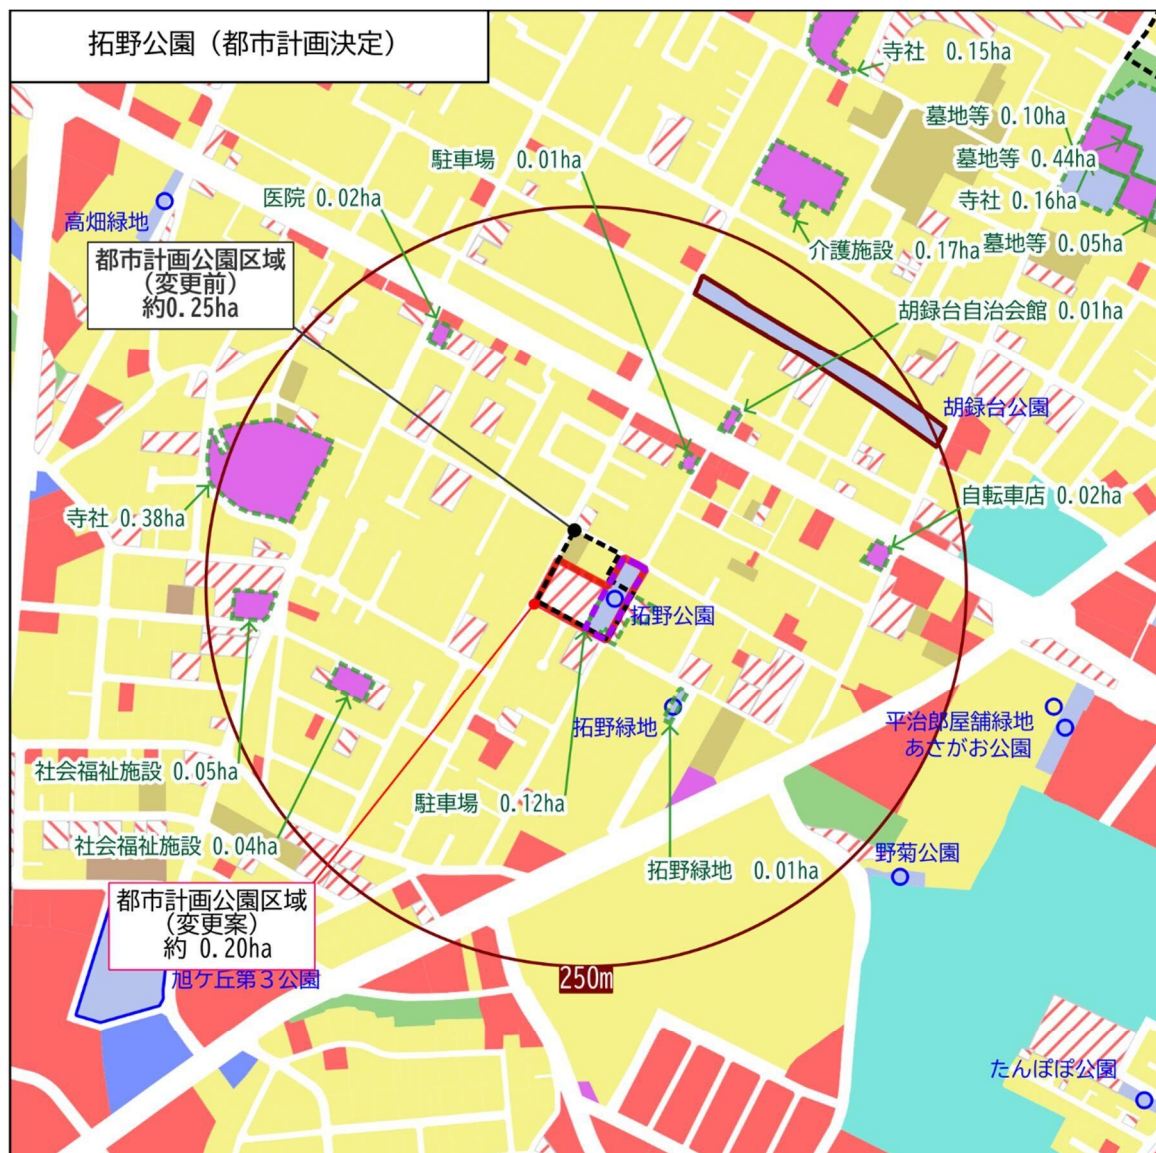 拓野公園（都市計画決定）
寺社　0.15ha
墓地等 0.10ha
駐車場　0.01ha
墓地等 0.44ha
医院 0.02ha
寺社 0.16ha
高畑緑地
介護施設　0.17ha
墓地等 0.05ha
都市計画公園区域
（変更前）
約0.25ha
胡録台自治会館 0.01ha
胡録台公園
自転車店 0.02ha
寺社 0.38ha
拓野公園
拓野緑地
平治郎屋舗緑地
あさがお公園
社会福祉施設 0.05ha
駐車場　0.12ha
社会福祉施設 0.04ha
拓野緑地　0.01ha
野菊公園
都市計画公園区域
（変更案）
約 0.20ha
旭ケ丘第３公園
250m
たんぽぽ公園